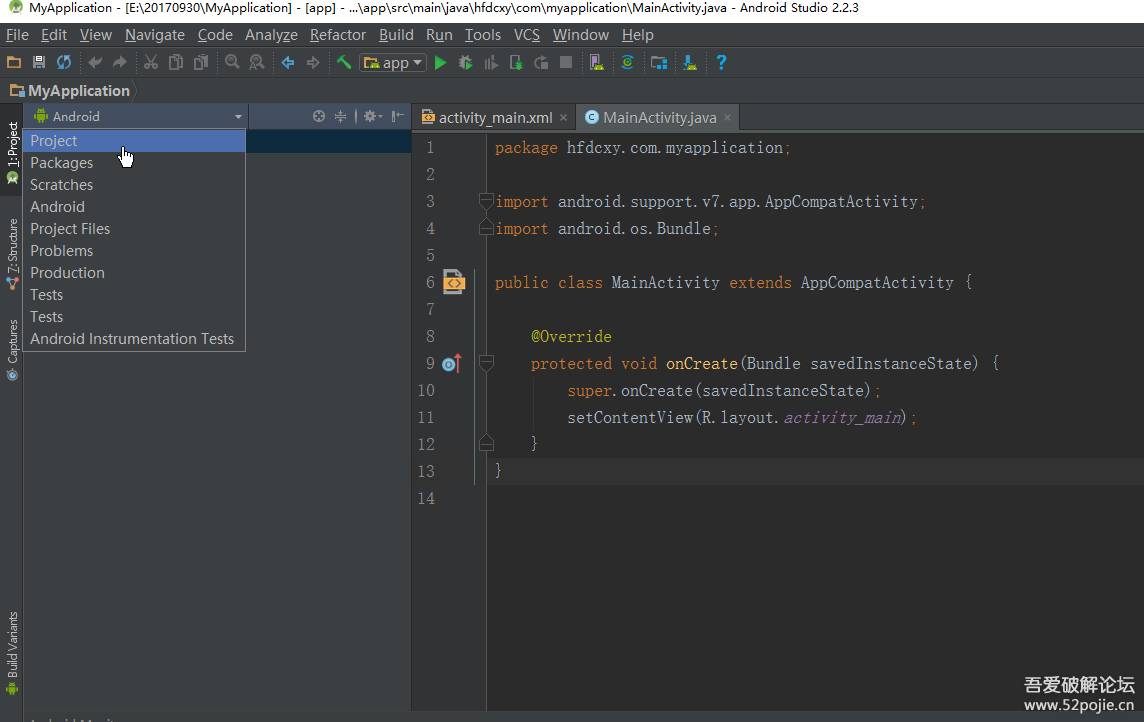 MyApplication - [E:\20170930\MyApplication] - [app] - ...\app\src\main\java\hfdcxy\com\myapplication\MainActivity.java - Android Studio 2.2.3
File Edit View Navigate Code Analyze Refactor Build Run Tools VCS Window Help
app
MyApplication
Android
Project
Packages
Scratches
Android
Project Files
Problems
Production
Tests
Tests
Android Instrumentation Tests
1: Project
7: Structure
Captures
Build Variants
activity_main.xml MainActivity.java
1 package hfdcxy.com.myapplication;
2
3 import android.support.v7.app.AppCompatActivity;
4 import android.os.Bundle;
5
6 public class MainActivity extends AppCompatActivity {
7
8 @Override
9 protected void onCreate(Bundle savedInstanceState) {
10 super.onCreate(savedInstanceState);
11 setContentView(R.layout.activity_main);
12 }
13 }
14
吾爱破解论坛
www.52pojie.cn